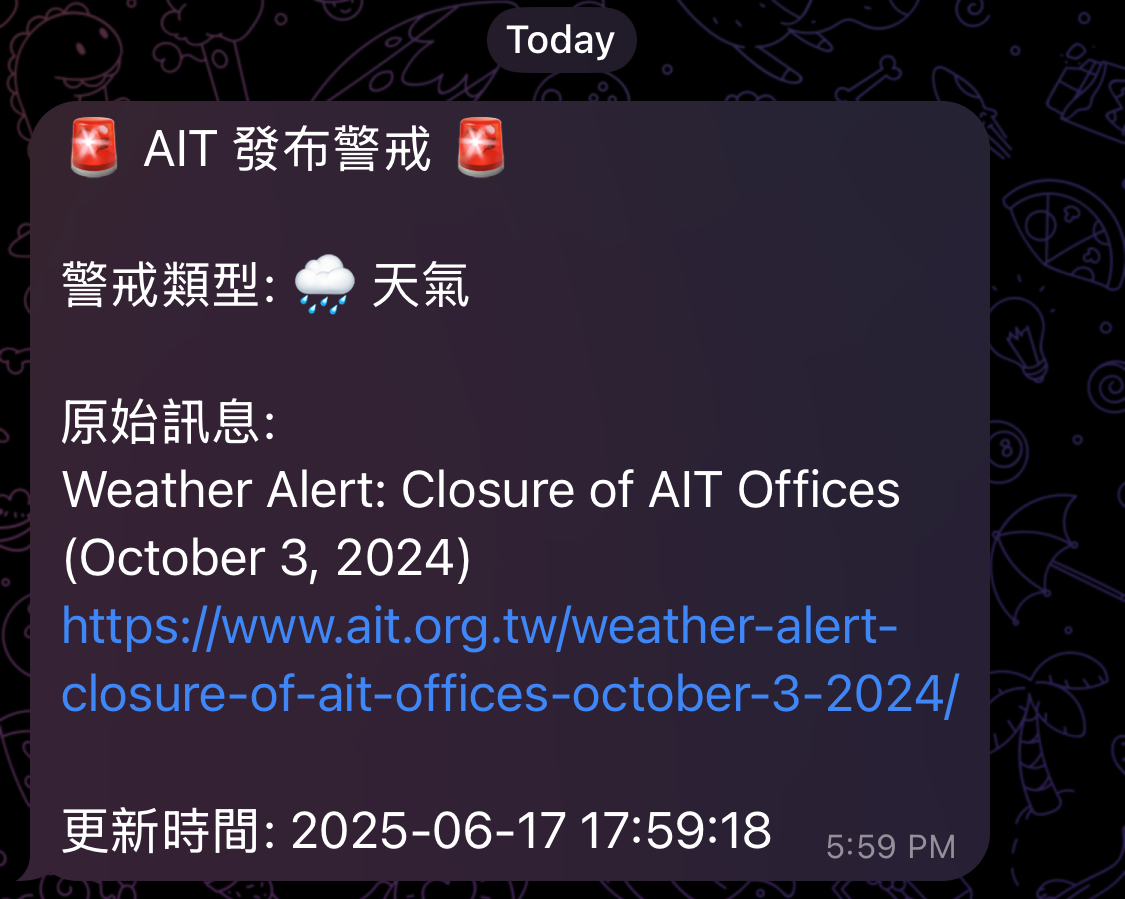 Today
🚨 AIT 發布警戒 🚨
警戒類型: 🌧️ 天氣
原始訊息:
Weather Alert: Closure of AIT Offices
(October 3, 2024)
https://www.ait.org.tw/weather-alert-
closure-of-ait-offices-october-3-2024/
更新時間: 2025-06-17 17:59:18
5:59 PM